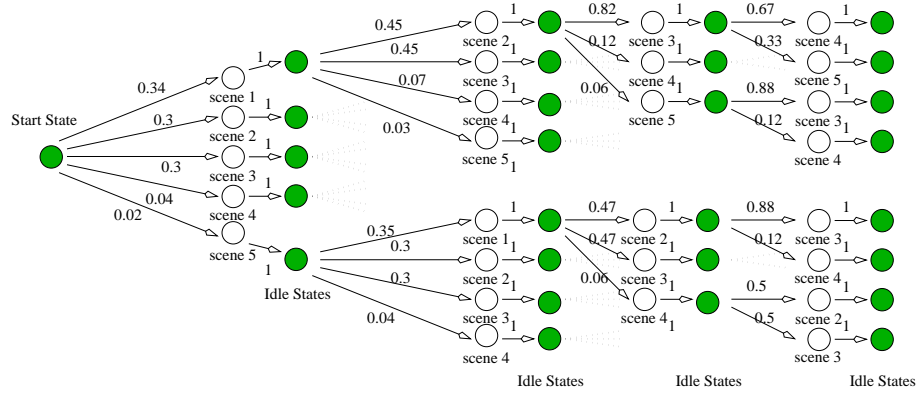 1 0.82 1 0.67 1
0.45 scene 2 scene 3 scene 4
0.45 1 0.12 1 0.33 1
1 scene 3 scene 4 scene 5
0.34 0.07 1 0.06 1 0.88 1
scene 1 scene 4 scene 5 scene 3
Start State 0.3 1 0.03 1 0.12 1
scene 2 scene 5 1 scene 4
0.3 1
scene 3
0.04 1
0.02 scene 4
scene 5
1 0.47 1 0.88 1
0.35 scene 1 scene 2 scene 3
0.3 1 0.47 1 0.12 1
1 scene 2 scene 3 scene 4
Idle States 0.3 1 0.06 1 0.5 1
scene 3 scene 4 1 scene 2
0.04 1 0.5 1
scene 4 scene 3
Idle States Idle States Idle States